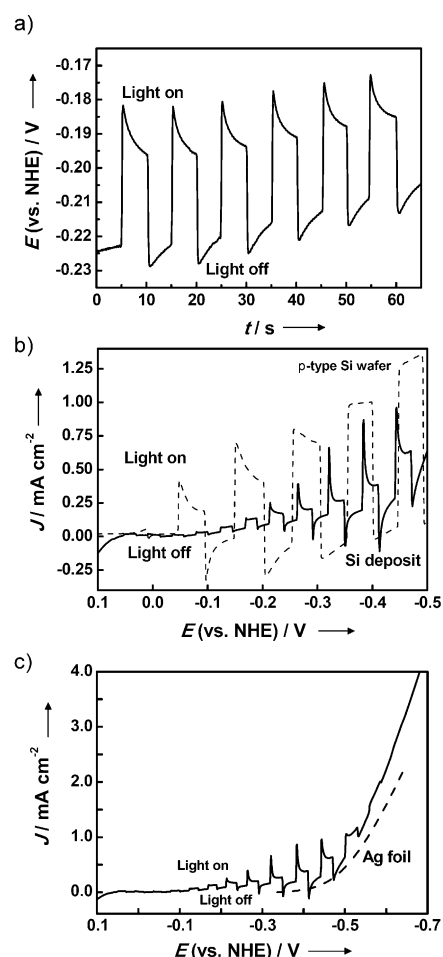 a)
-0.17
-0.18
-0.19
-0.20
-0.21
-0.22
-0.23
E (vs. NHE) / V
Light on
Light off
0 10 20 30 40 50 60
t / s
b)
1.25
1.00
0.75
0.50
0.25
0.00
-0.25
J / mA cm⁻²
p-type Si wafer
Light on
Light off
Si deposit
0.1 0.0 -0.1 -0.2 -0.3 -0.4 -0.5
E (vs. NHE) / V
c)
4.0
3.0
2.0
1.0
0.0
J / mA cm⁻²
Light on
Light off
Ag foil
0.1 -0.1 -0.3 -0.5 -0.7
E (vs. NHE) / V